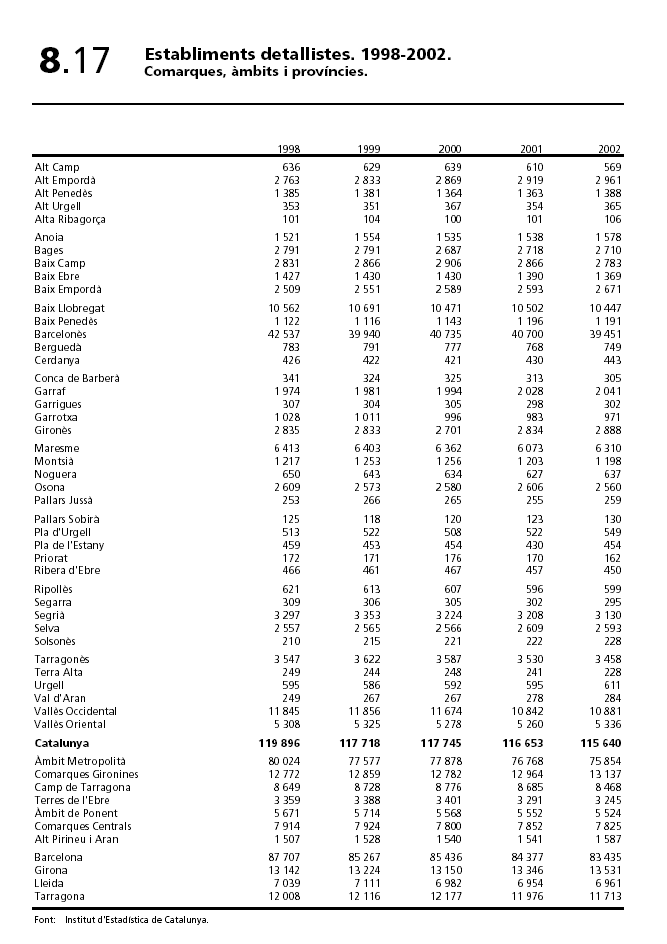 8.17
Establiments detallistes. 1998-2002.
Comarques, àmbits i províncies.
1998 1999 2000 2001 2002
Alt Camp 636 629 639 610 569
Alt Empordà 2 763 2 833 2 869 2 919 2 961
Alt Penedès 1 385 1 381 1 364 1 363 1 388
Alt Urgell 353 351 367 354 365
Alta Ribagorça 101 104 100 101 106
Anoia 1 521 1 554 1 535 1 538 1 578
Bages 2 791 2 791 2 687 2 718 2 710
Baix Camp 2 831 2 866 2 906 2 866 2 783
Baix Ebre 1 427 1 430 1 430 1 390 1 369
Baix Empordà 2 509 2 551 2 589 2 593 2 671
Baix Llobregat 10 562 10 691 10 471 10 502 10 447
Baix Penedès 1 122 1 116 1 143 1 196 1 191
Barcelonès 42 537 39 940 40 735 40 700 39 451
Berguedà 783 791 777 768 749
Cerdanya 426 422 421 430 443
Conca de Barberà 341 324 325 313 305
Garraf 1 974 1 981 1 994 2 028 2 041
Garrigues 307 304 305 298 302
Garrotxa 1 028 1 011 996 983 971
Gironès 2 835 2 833 2 701 2 834 2 888
Maresme 6 413 6 403 6 362 6 073 6 310
Montsià 1 217 1 253 1 256 1 203 1 198
Noguera 650 643 634 627 637
Osona 2 609 2 573 2 580 2 606 2 560
Pallars Jussà 253 266 265 255 259
Pallars Sobirà 125 118 120 123 130
Pla d'Urgell 513 522 508 522 549
Pla de l'Estany 459 453 454 430 454
Priorat 172 171 176 170 162
Ribera d'Ebre 466 461 467 457 450
Ripollès 621 613 607 596 599
Segarra 309 306 305 302 295
Segrià 3 297 3 353 3 224 3 208 3 130
Selva 2 557 2 565 2 566 2 609 2 593
Solsonès 210 215 221 222 228
Tarragonès 3 547 3 622 3 587 3 530 3 458
Terra Alta 249 244 248 241 228
Urgell 595 586 592 595 611
Val d'Aran 249 267 267 278 284
Vallès Occidental 11 845 11 856 11 674 10 842 10 881
Vallès Oriental 5 308 5 325 5 278 5 260 5 336
Catalunya 119 896 117 718 117 745 116 653 115 640
Àmbit Metropolità 80 024 77 577 77 878 76 768 75 854
Comarques Gironines 12 772 12 859 12 782 12 964 13 137
Camp de Tarragona 8 649 8 728 8 776 8 685 8 468
Terres de l'Ebre 3 359 3 388 3 401 3 291 3 245
Àmbit de Ponent 5 671 5 714 5 568 5 552 5 524
Comarques Centrals 7 914 7 924 7 800 7 852 7 825
Alt Pirineu i Aran 1 507 1 528 1 540 1 541 1 587
Barcelona 87 707 85 267 85 436 84 377 83 435
Girona 13 142 13 224 13 150 13 346 13 531
Lleida 7 039 7 111 6 982 6 954 6 961
Tarragona 12 008 12 116 12 177 11 976 11 713
Font: Institut d'Estadística de Catalunya.